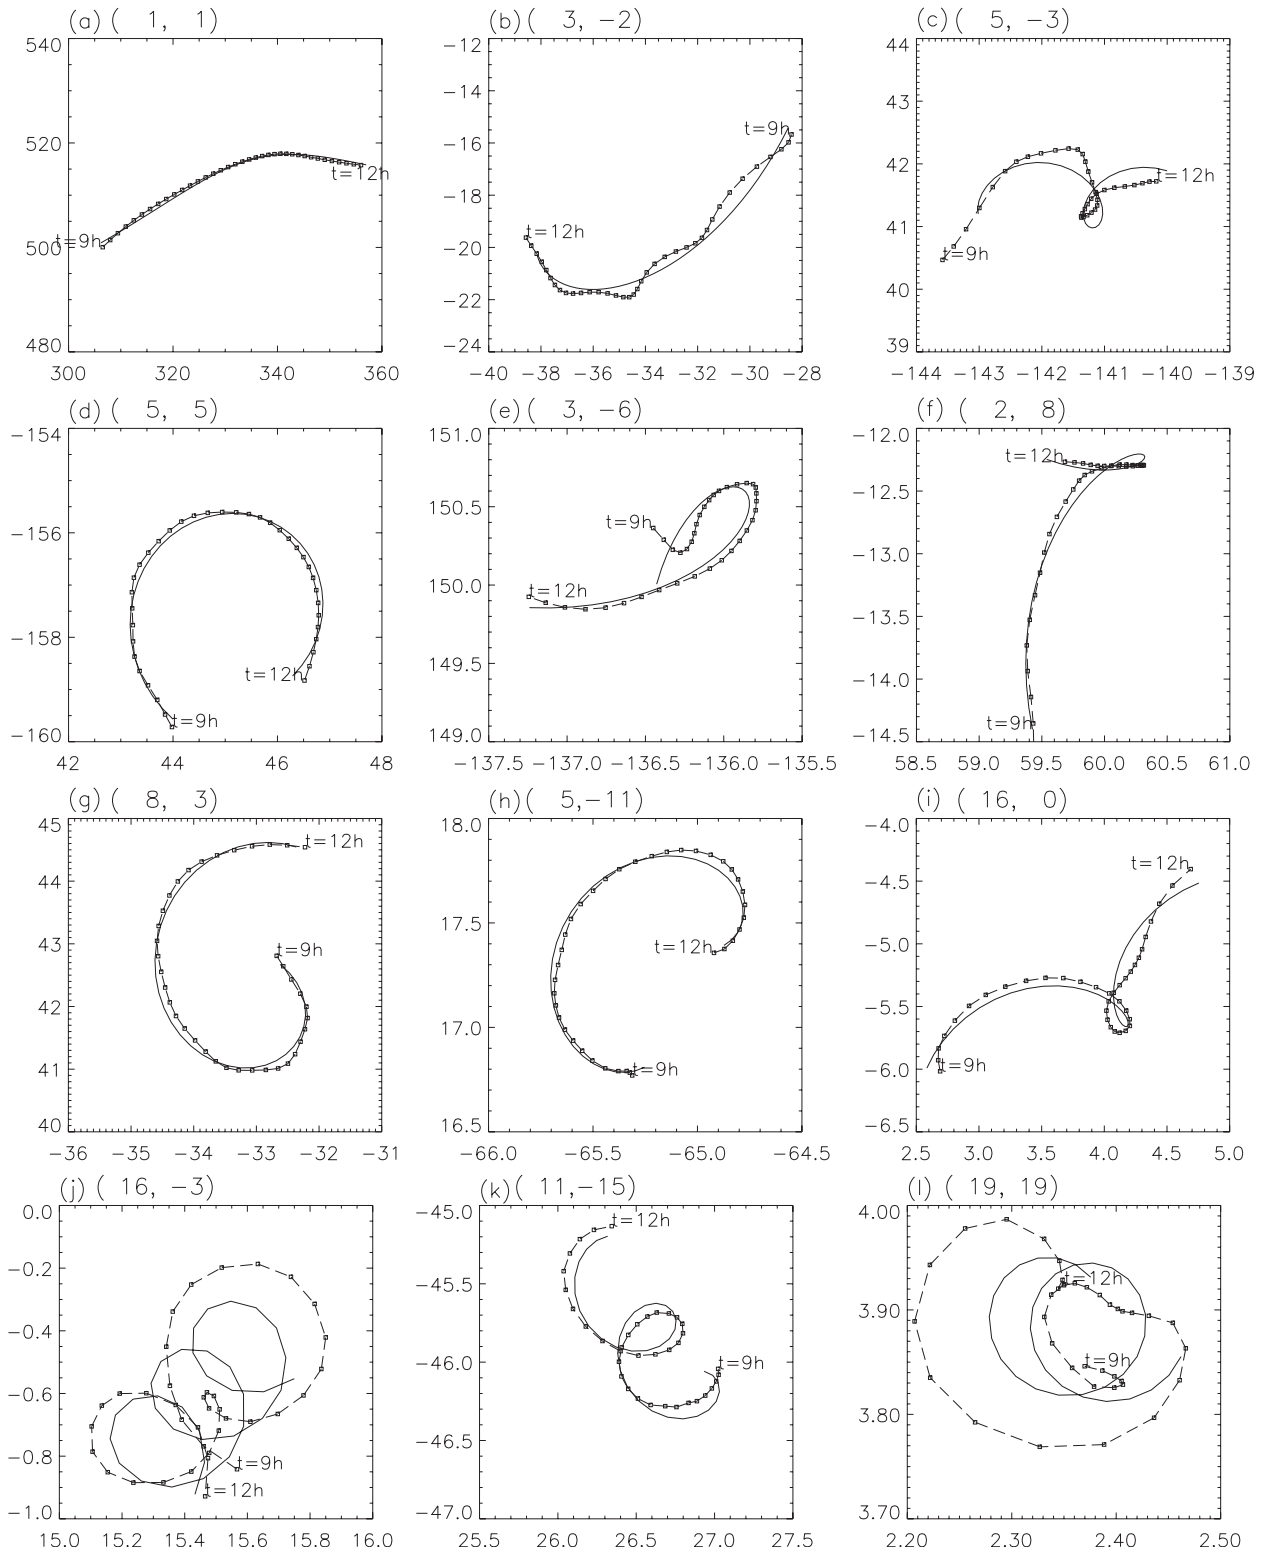 (a) ( 1, 1)
540
520
500
480
300 320 340 360
t=9h
t=12h
(b) ( 3, −2)
−12
−14
−16
−18
−20
−22
−24
−40 −38 −36 −34 −32 −30 −28
t=9h
t=12h
(c) ( 5, −3)
44
43
42
41
40
39
−144 −143 −142 −141 −140 −139
t=12h
t=9h
(d) ( 5, 5)
−154
−156
−158
−160
42 44 46 48
t=12h
t=9h
(e) ( 3, −6)
151.0
150.5
150.0
149.5
149.0
−137.5 −137.0 −136.5 −136.0 −135.5
t=9h
t=12h
(f) ( 2, 8)
−12.0
−12.5
−13.0
−13.5
−14.0
−14.5
58.5 59.0 59.5 60.0 60.5 61.0
t=12h
t=9h
(g) ( 8, 3)
45
44
43
42
41
40
−36 −35 −34 −33 −32 −31
t=12h
t=9h
(h) ( 5,−11)
18.0
17.5
17.0
16.5
−66.0 −65.5 −65.0 −64.5
t=12h
t=9h
(i) ( 16, 0)
−4.0
−4.5
−5.0
−5.5
−6.0
−6.5
2.5 3.0 3.5 4.0 4.5 5.0
t=12h
t=9h
(j) ( 16, −3)
0.0
−0.2
−0.4
−0.6
−0.8
−1.0
15.0 15.2 15.4 15.6 15.8 16.0
t=9h
t=12h
(k) ( 11,−15)
−45.0
−45.5
−46.0
−46.5
−47.0
25.5 26.0 26.5 27.0 27.5
t=12h
t=9h
(l) ( 19, 19)
4.00
3.90
3.80
3.70
2.20 2.30 2.40 2.50
t=12h
t=9h